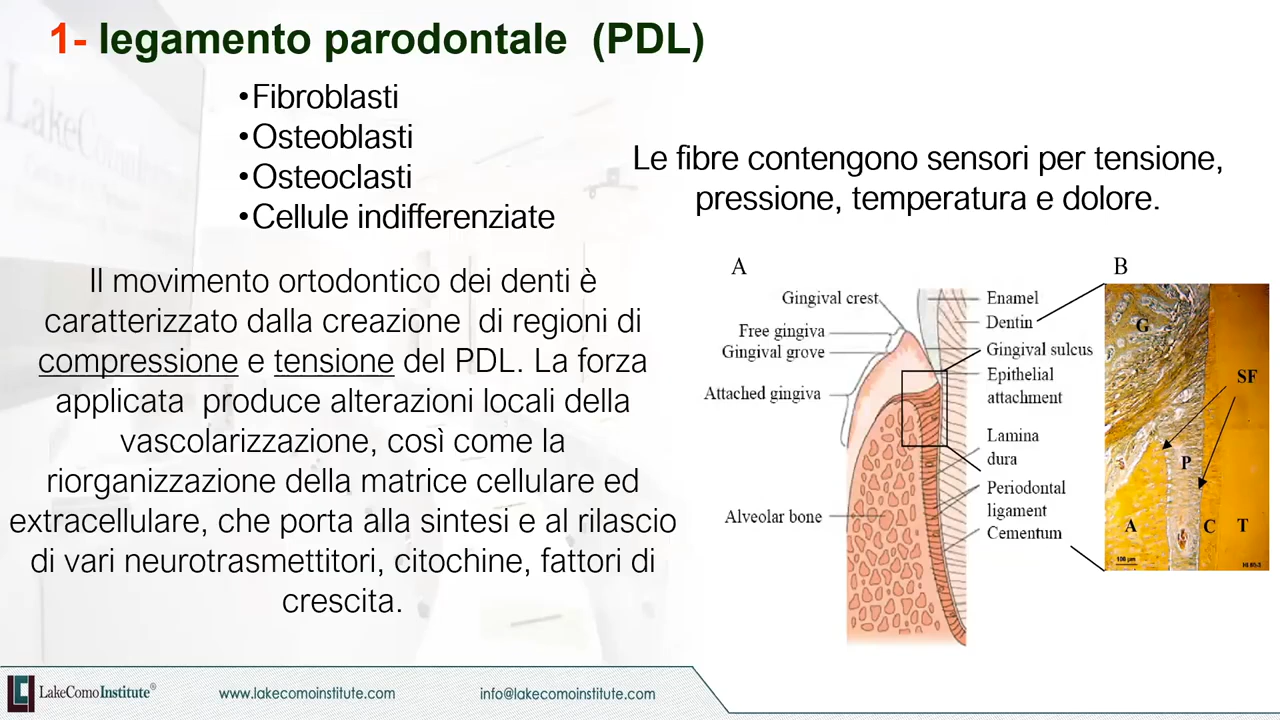 1- legamento parodontale (PDL)
•Fibroblasti
•Osteoblasti
•Osteoclasti
•Cellule indifferenziate
Le fibre contengono sensori per tensione,
pressione, temperatura e dolore.
Il movimento ortodontico dei denti è
caratterizzato dalla creazione di regioni di
compressione e tensione del PDL. La forza
applicata produce alterazioni locali della
vascolarizzazione, così come la
riorganizzazione della matrice cellulare ed
extracellulare, che porta alla sintesi e al rilascio
di vari neurotrasmettitori, citochine, fattori di
crescita.
A
Gingival crest
Free gingiva
Gingival grove
Attached gingiva
Alveolar bone
Enamel
Dentin
Gingival sulcus
Epithelial
attachment
Lamina
dura
Periodontal
ligament
Cementum
B
G
SF
P
A
C
T
100 µm
LakeComoInstitute®
www.lakecomoinstitute.com
info@lakecomoinstitute.com